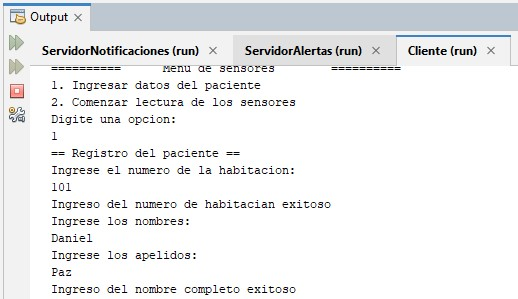 Output
ServidorNotificaciones (run) ServidorAlertas (run) Cliente (run)
========== Menu de sensores ==========
1. Ingresar datos del paciente
2. Comenzar lectura de los sensores
Digite una opcion:
1
== Registro del paciente ==
Ingrese el numero de la habitacion:
101
Ingreso del numero de habitacian exitoso
Ingrese los nombres:
Daniel
Ingrese los apelidos:
Paz
Ingreso del nombre completo exitoso